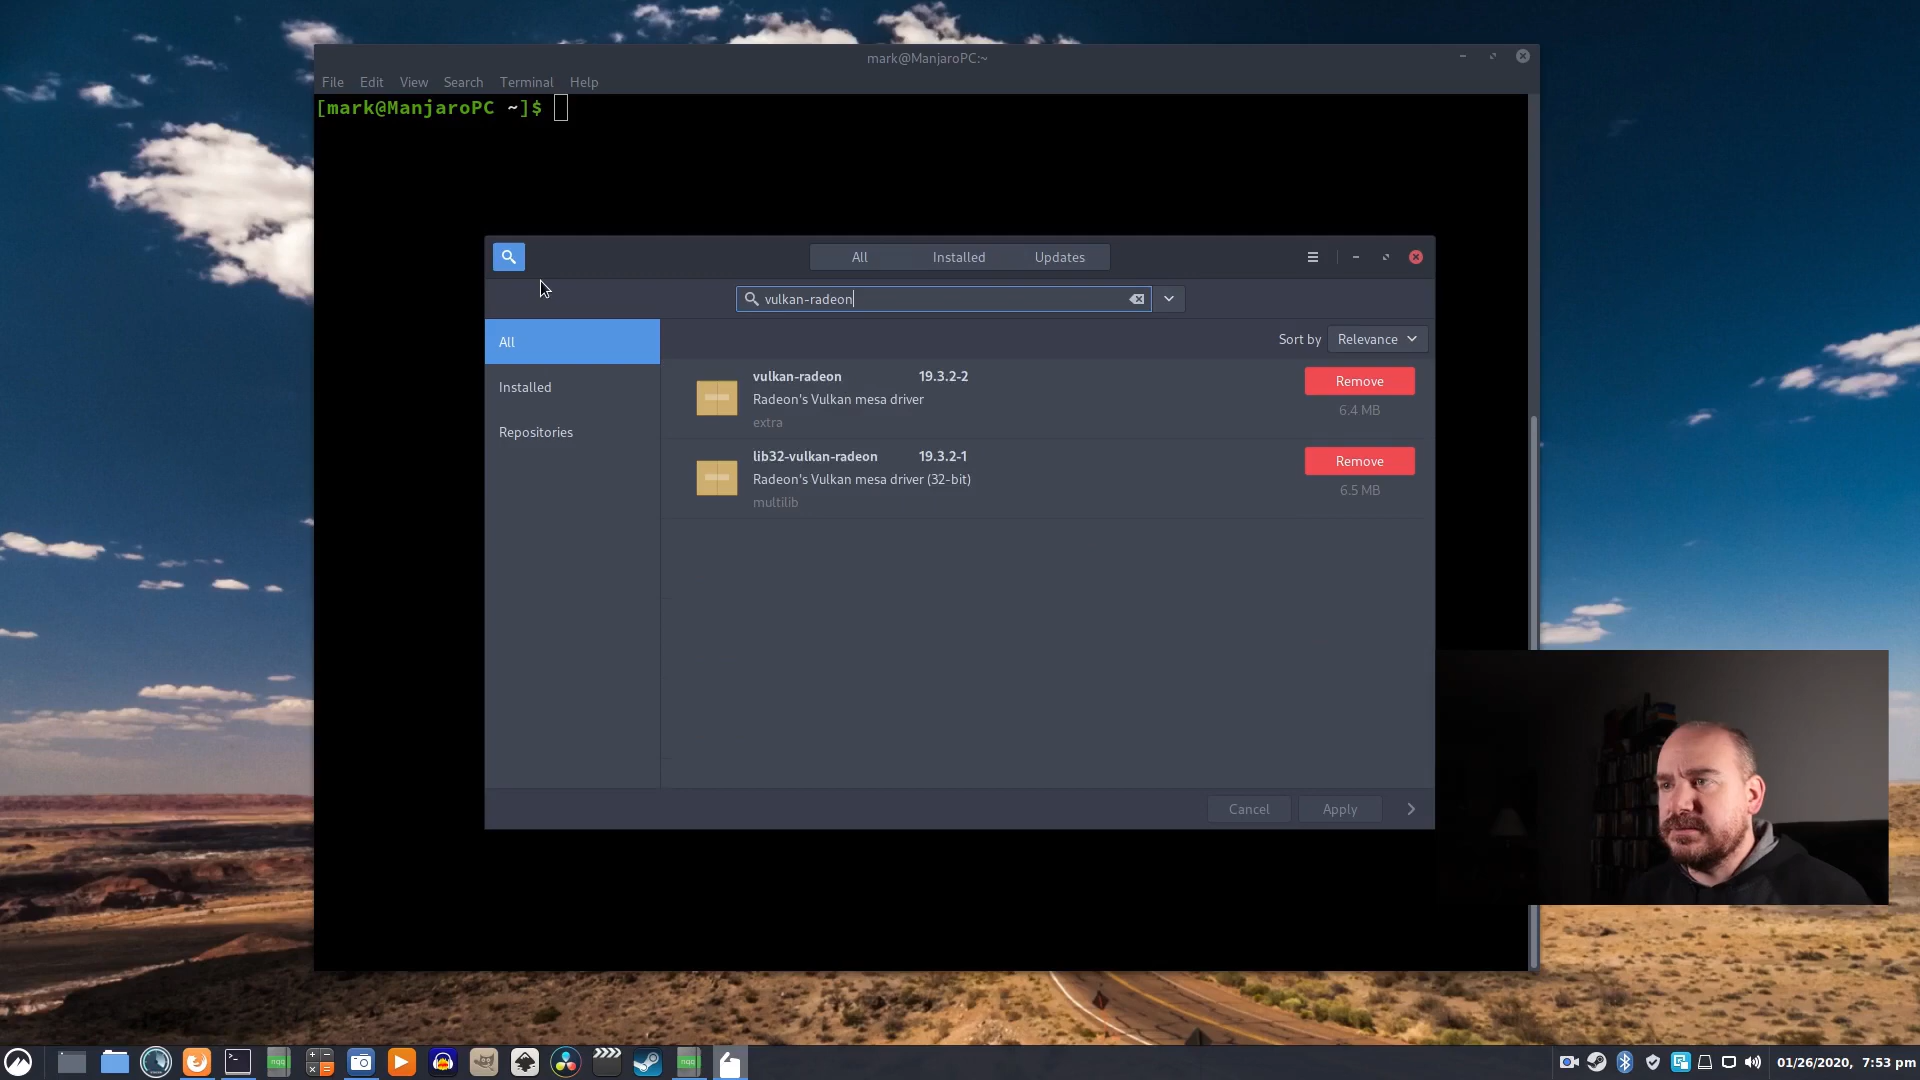 mark@ManjaroPC:~
File Edit View Search Terminal Help
[mark@ManjaroPC ~]$
All Installed Updates
vulkan-radeon
All
Installed
Repositories
Sort by Relevance
vulkan-radeon 19.3.2-2
Radeon's Vulkan mesa driver
extra
Remove
6.4 MB
lib32-vulkan-radeon 19.3.2-1
Radeon's Vulkan mesa driver (32-bit)
multilib
Remove
6.5 MB
Cancel Apply
01/26/2020, 7:53 pm